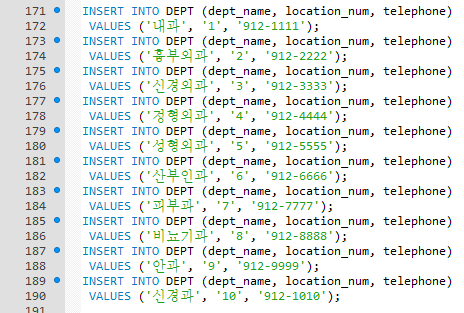 171 INSERT INTO DEPT (dept_name, location_num, telephone)
172 VALUES ('내과', '1', '912-1111');
173 INSERT INTO DEPT (dept_name, location_num, telephone)
174 VALUES ('흉부외과', '2', '912-2222');
175 INSERT INTO DEPT (dept_name, location_num, telephone)
176 VALUES ('신경외과', '3', '912-3333');
177 INSERT INTO DEPT (dept_name, location_num, telephone)
178 VALUES ('정형외과', '4', '912-4444');
179 INSERT INTO DEPT (dept_name, location_num, telephone)
180 VALUES ('성형외과', '5', '912-5555');
181 INSERT INTO DEPT (dept_name, location_num, telephone)
182 VALUES ('산부인과', '6', '912-6666');
183 INSERT INTO DEPT (dept_name, location_num, telephone)
184 VALUES ('피부과', '7', '912-7777');
185 INSERT INTO DEPT (dept_name, location_num, telephone)
186 VALUES ('비뇨기과', '8', '912-8888');
187 INSERT INTO DEPT (dept_name, location_num, telephone)
188 VALUES ('안과', '9', '912-9999');
189 INSERT INTO DEPT (dept_name, location_num, telephone)
190 VALUES ('신경과', '10', '912-1010');
191